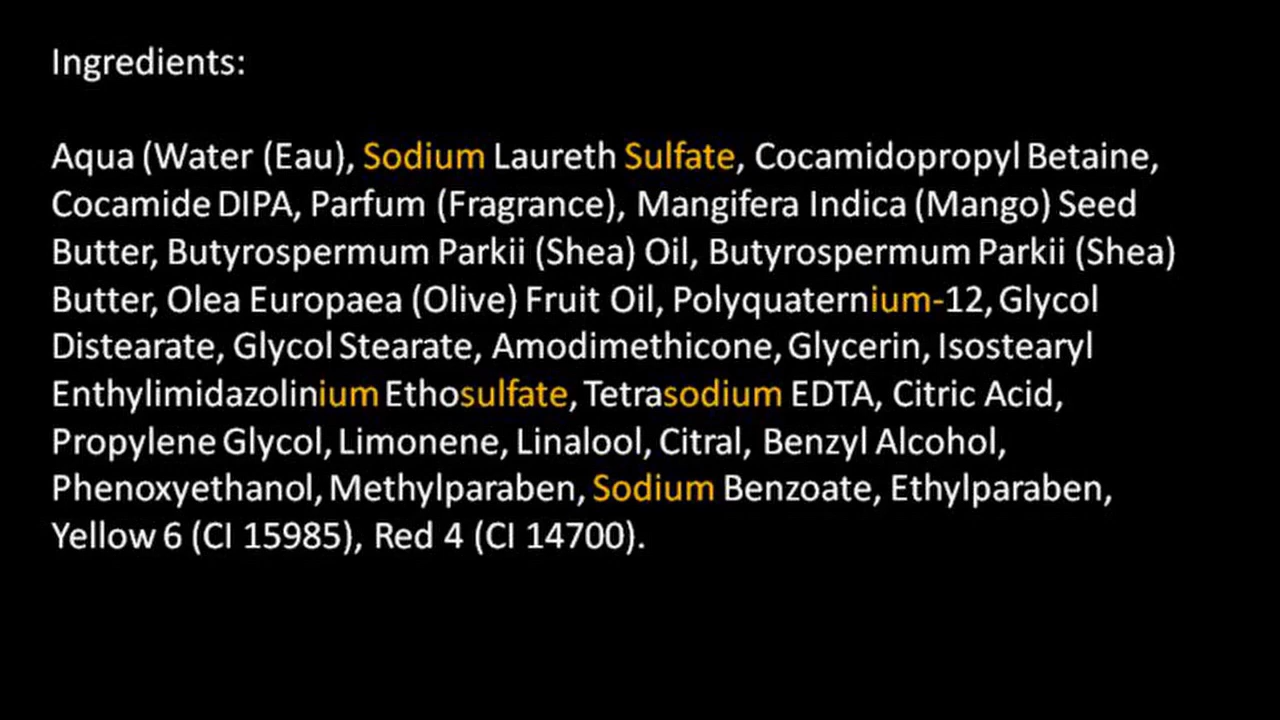 Ingredients:
Aqua (Water (Eau), Sodium Laureth Sulfate, Cocamidopropyl Betaine,
Cocamide DIPA, Parfum (Fragrance), Mangifera Indica (Mango) Seed
Butter, Butyrospermum Parkii (Shea) Oil, Butyrospermum Parkii (Shea)
Butter, Olea Europaea (Olive) Fruit Oil, Polyquaternium-12, Glycol
Distearate, Glycol Stearate, Amodimethicone, Glycerin, Isostearyl
Enthylimidazolinium Ethosulfate, Tetrasodium EDTA, Citric Acid,
Propylene Glycol, Limonene, Linalool, Citral, Benzyl Alcohol,
Phenoxyethanol, Methylparaben, Sodium Benzoate, Ethylparaben,
Yellow 6 (CI 15985), Red 4 (CI 14700).